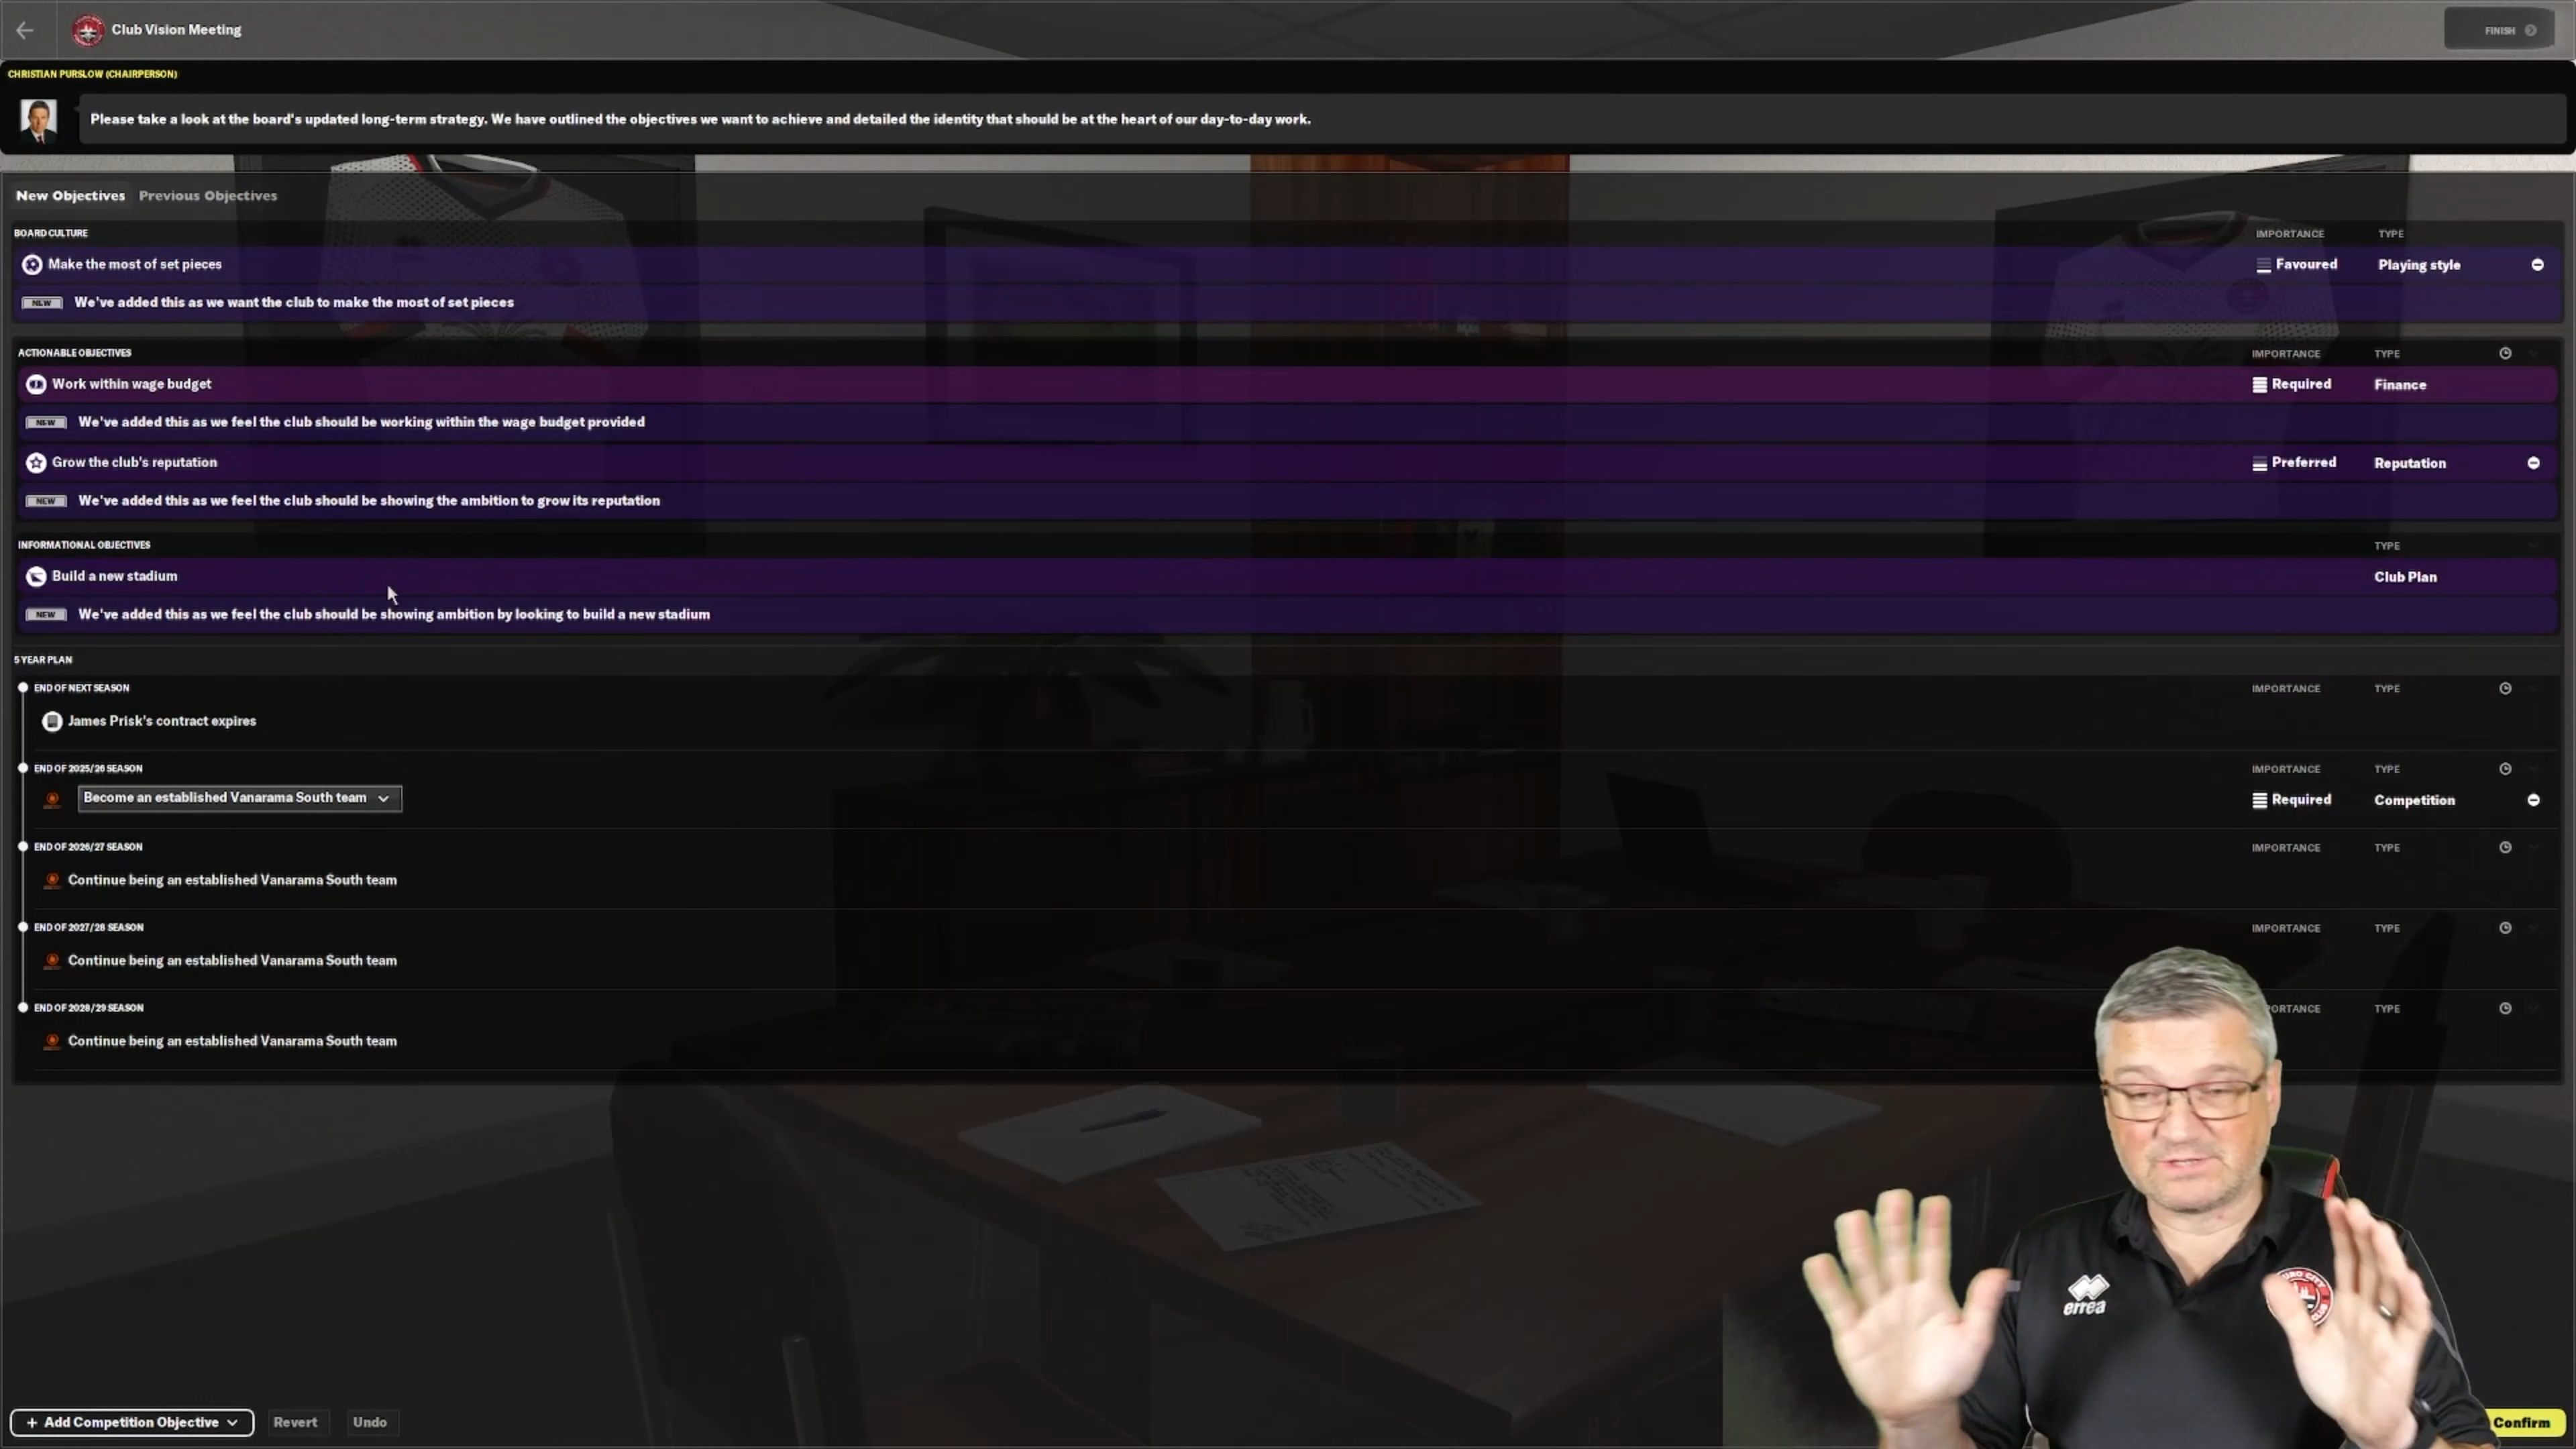 Club Vision Meeting
FINISH
CHRISTIAN PURSLOW (CHAIRPERSON)
Please take a look at the board's updated long-term strategy. We have outlined the objectives we want to achieve and detailed the identity that should be at the heart of our day-to-day work.
New Objectives Previous Objectives
BOARD CULTURE IMPORTANCE TYPE
Make the most of set pieces Favoured Playing style
NEW We've added this as we want the club to make the most of set pieces
ACTIONABLE OBJECTIVES IMPORTANCE TYPE
Work within wage budget Required Finance
NEW We've added this as we feel the club should be working within the wage budget provided
Grow the club's reputation Preferred Reputation
NEW We've added this as we feel the club should be showing the ambition to grow its reputation
INFORMATIONAL OBJECTIVES TYPE
Build a new stadium Club Plan
NEW We've added this as we feel the club should be showing ambition by looking to build a new stadium
5 YEAR PLAN
END OF NEXT SEASON IMPORTANCE TYPE
James Prisk's contract expires
END OF 2025/26 SEASON IMPORTANCE TYPE
Become an established Vanarama South team Required Competition
END OF 2026/27 SEASON IMPORTANCE TYPE
Continue being an established Vanarama South team
END OF 2027/28 SEASON IMPORTANCE TYPE
Continue being an established Vanarama South team
END OF 2028/29 SEASON PORTANCE TYPE
Continue being an established Vanarama South team
errea
URO CITY
+ Add Competition Objective Revert Undo Confirm